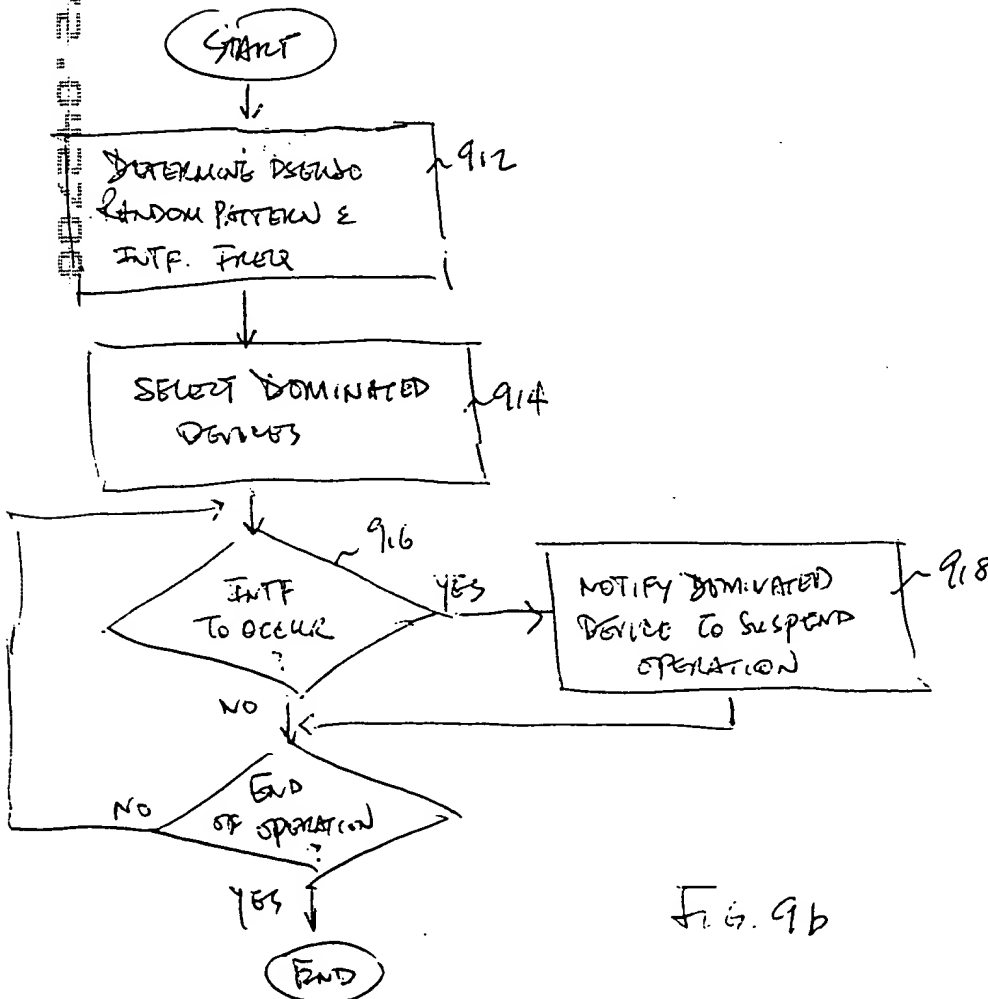 START
DETERMINE PSEUDO
RANDOM PATTERN &
INTF. FREQ
912
SELECT DOMINATED
DEVICES
914
INTF
TO OCCUR
?
916
YES
NOTIFY DOMINATED
DEVICE TO SUSPEND
OPERATION
918
NO
END
OF OPERATION
?
NO
YES
END
FIG. 9b